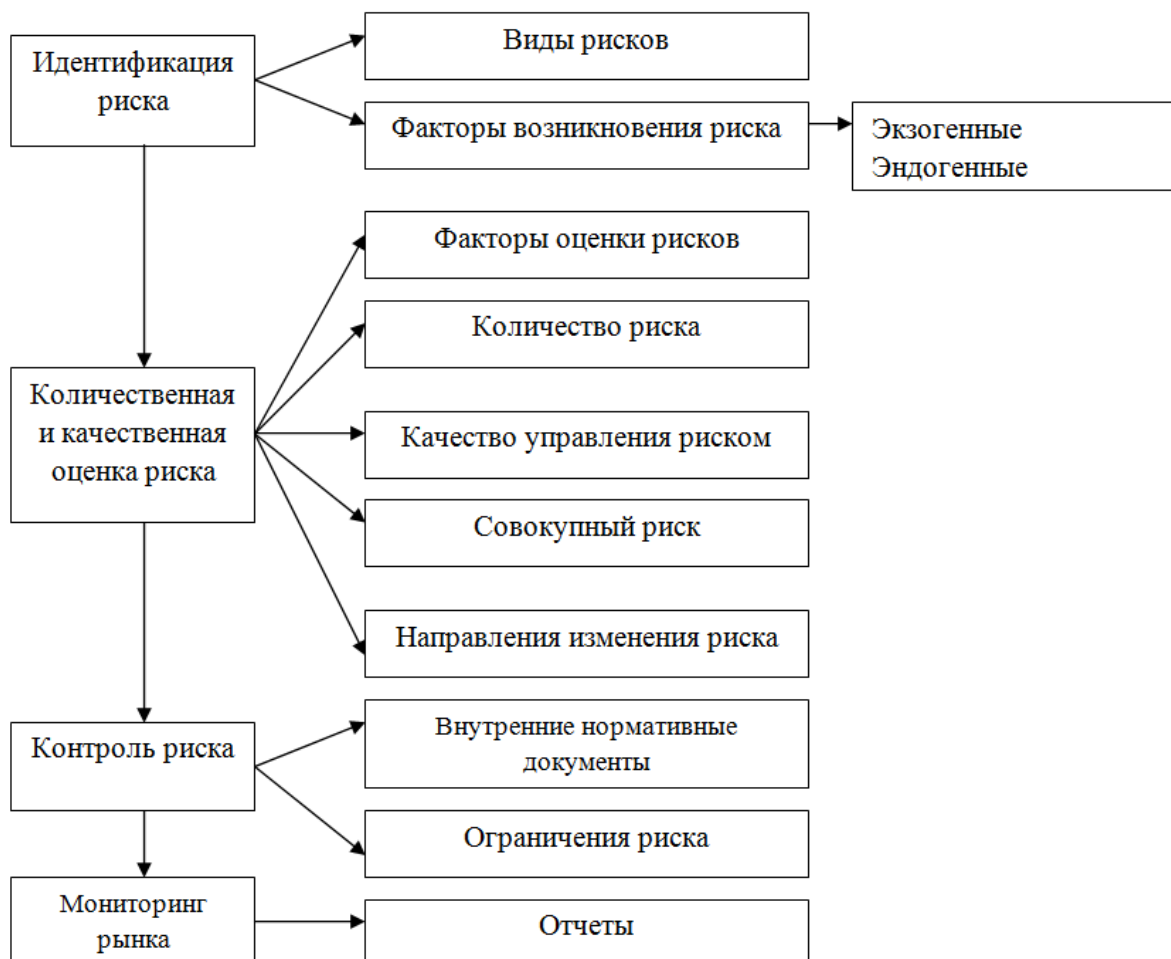 Идентификация
риска
Виды рисков
Факторы возникновения риска
Экзогенные
Эндогенные
Количественная
и качественная
оценка риска
Факторы оценки рисков
Количество риска
Качество управления риском
Совокупный риск
Направления изменения риска
Контроль риска
Внутренние нормативные
документы
Ограничения риска
Мониторинг
рынка
Отчеты